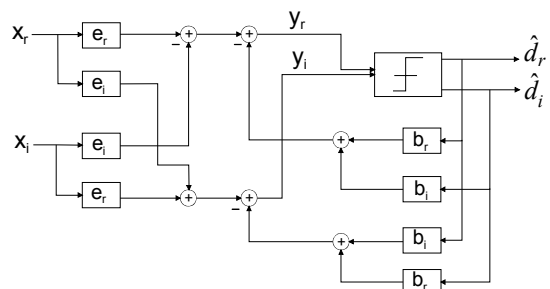 x_r
e_r
−
+
−
+
y_r
y_i
d̂_r
d̂_i
e_i
x_i
e_i
+
b_r
e_r
+
−
+
b_i
+
b_i
b_r